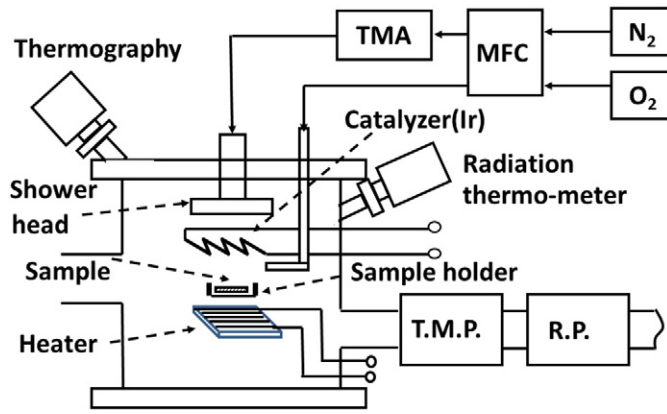 Thermography
TMA
MFC
N2
O2
Catalyzer(Ir)
Radiation
thermo-meter
Shower
head
Sample
Sample holder
Heater
T.M.P.
R.P.